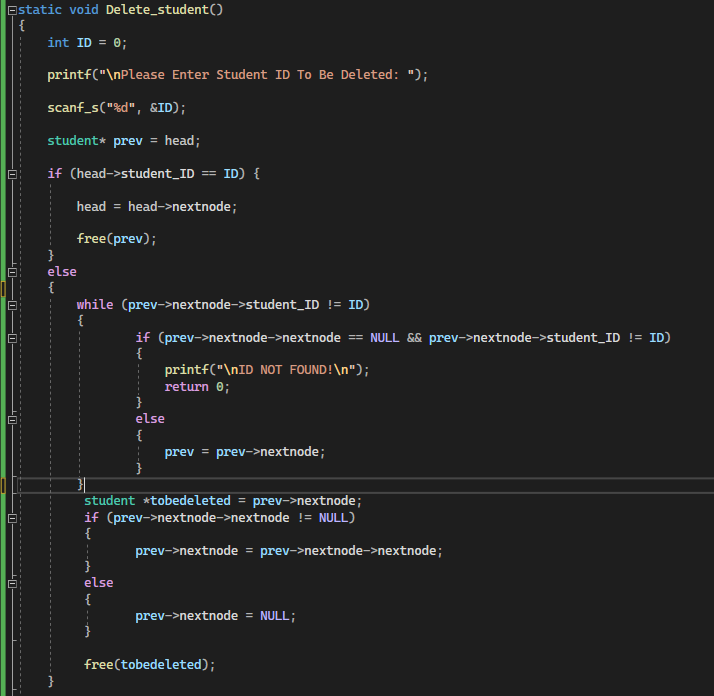 static void Delete_student()
{
int ID = 0;
printf("\nPlease Enter Student ID To Be Deleted: ");
scanf_s("%d", &ID);
student* prev = head;
if (head->student_ID == ID) {
head = head->nextnode;
free(prev);
}
else
{
while (prev->nextnode->student_ID != ID)
{
if (prev->nextnode->nextnode == NULL && prev->nextnode->student_ID != ID)
{
printf("\nID NOT FOUND!\n");
return 0;
}
else
{
prev = prev->nextnode;
}
}
student *tobedeleted = prev->nextnode;
if (prev->nextnode->nextnode != NULL)
{
prev->nextnode = prev->nextnode->nextnode;
}
else
{
prev->nextnode = NULL;
}
free(tobedeleted);
}